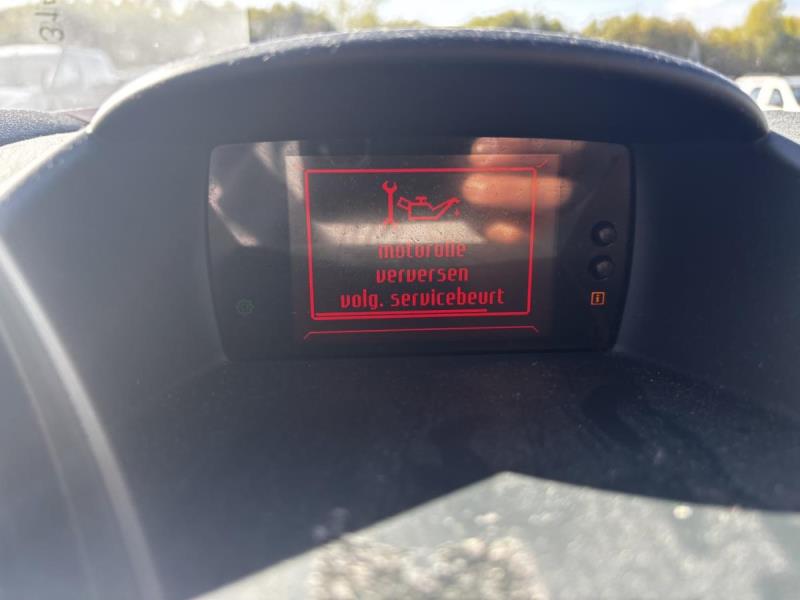 motorolie
verversen
volg. servicebeurt